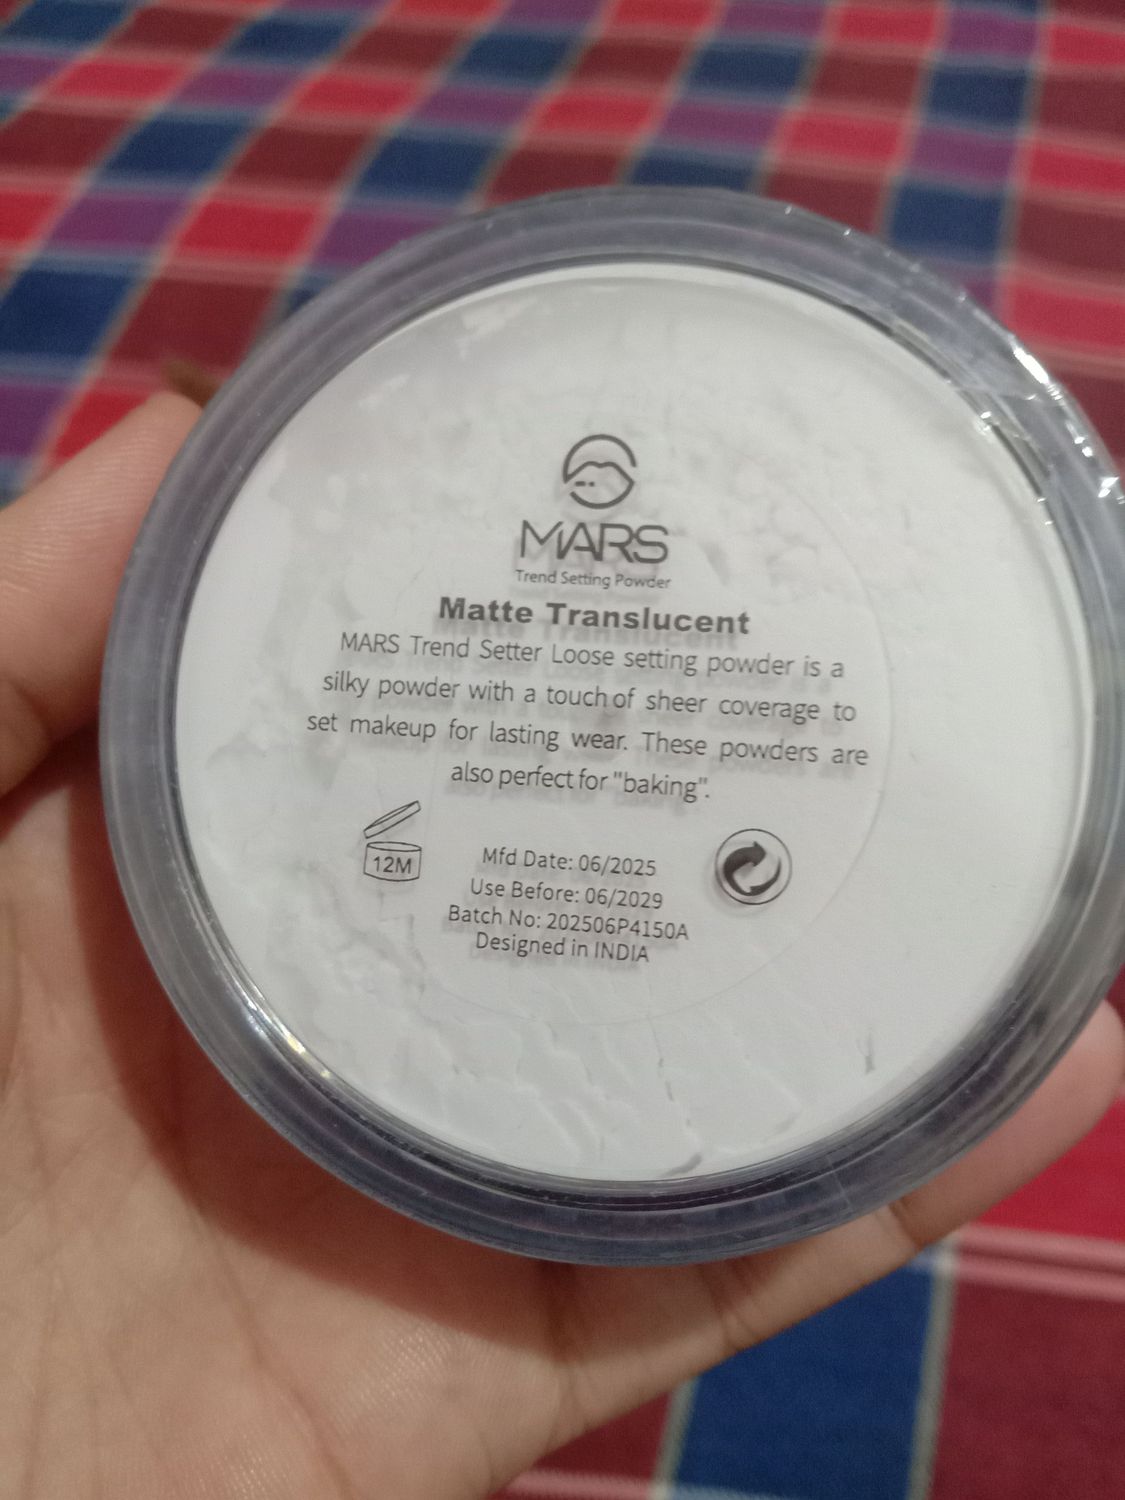 MARS
Trend Setting Powder
Matte Translucent
MARS Trend Setter Loose setting powder is a
silky powder with a touch of sheer coverage to
set makeup for lasting wear. These powders are
also perfect for "baking".
12M
Mfd Date: 06/2025
Use Before: 06/2029
Batch No: 202506P4150A
Designed in INDIA